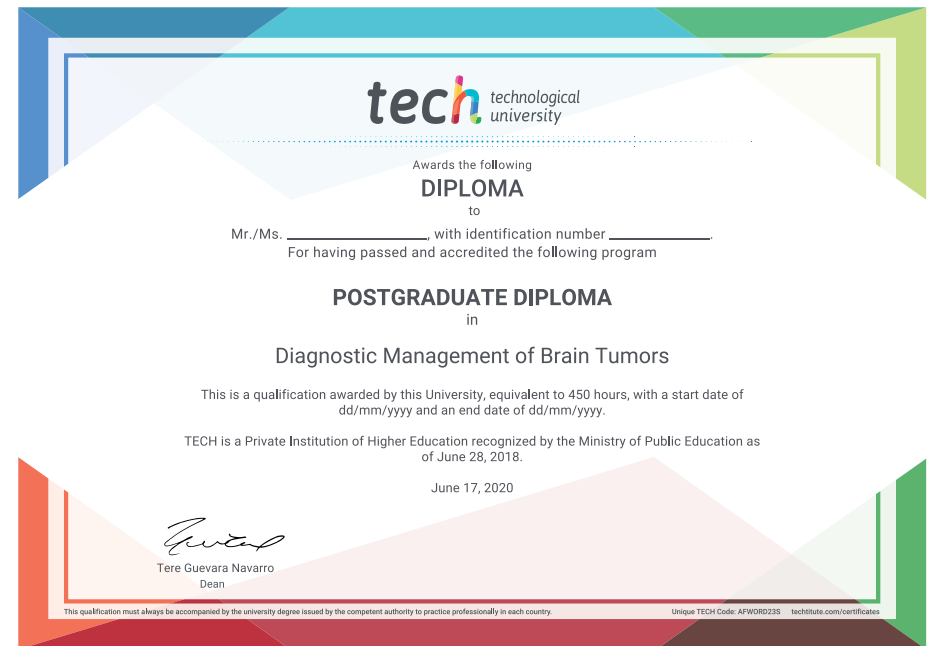 tech technological
university
Awards the following
DIPLOMA
to
Mr./Ms. __________________, with identification number _____________.
For having passed and accredited the following program
POSTGRADUATE DIPLOMA
in
Diagnostic Management of Brain Tumors
This is a qualification awarded by this University, equivalent to 450 hours, with a start date of
dd/mm/yyyy and an end date of dd/mm/yyyy.
TECH is a Private Institution of Higher Education recognized by the Ministry of Public Education as
of June 28, 2018.
June 17, 2020
Tere Guevara Navarro
Dean
This qualification must always be accompanied by the university degree issued by the competent authority to practice professionally in each country.
Unique TECH Code: AFWORD23S techtitute.com/certificates